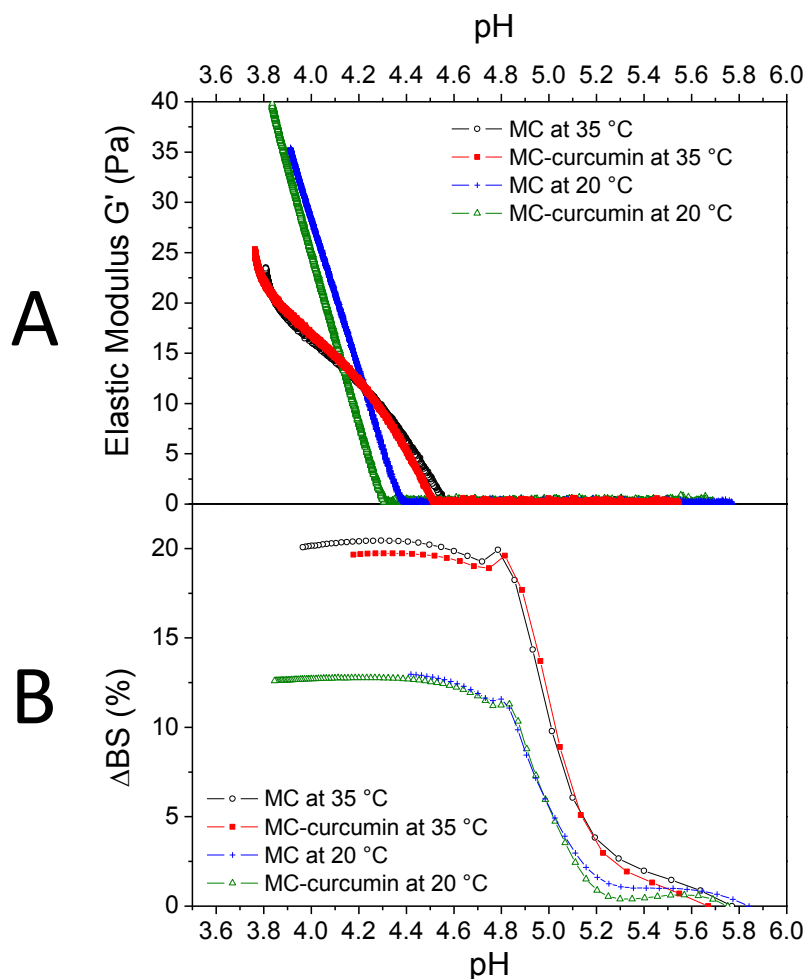 pH
3.6 3.8 4.0 4.2 4.4 4.6 4.8 5.0 5.2 5.4 5.6 5.8 6.0
A
Elastic Modulus G' (Pa)
40
35
30
25
20
15
10
5
0
MC at 35 °C
MC-curcumin at 35 °C
MC at 20 °C
MC-curcumin at 20 °C
B
ΔBS (%)
20
15
10
5
0
MC at 35 °C
MC-curcumin at 35 °C
MC at 20 °C
MC-curcumin at 20 °C
3.6 3.8 4.0 4.2 4.4 4.6 4.8 5.0 5.2 5.4 5.6 5.8 6.0
pH